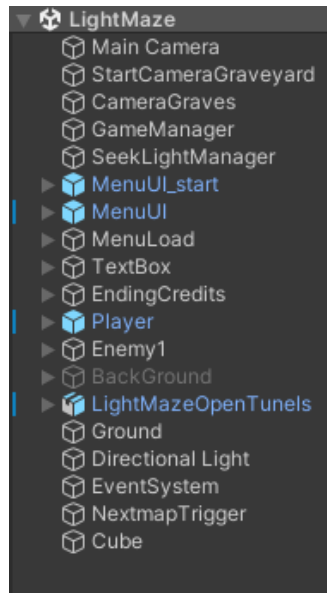 LightMaze
Main Camera
StartCameraGraveyard
CameraGraves
GameManager
SeekLightManager
MenuUI_start
MenuUI
MenuLoad
TextBox
EndingCredits
Player
Enemy1
BackGround
LightMazeOpenTunels
Ground
Directional Light
EventSystem
NextmapTrigger
Cube